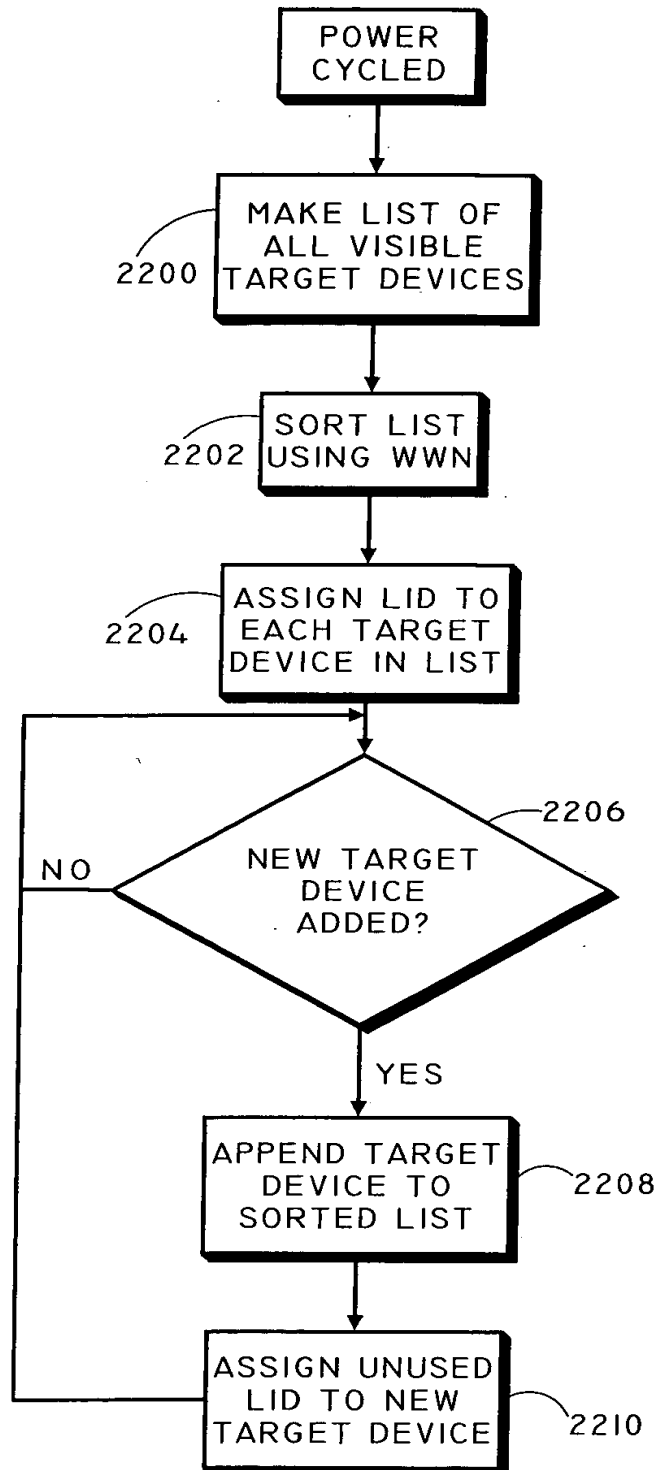 POWER
CYCLED
MAKE LIST OF
ALL VISIBLE
TARGET DEVICES
2200
SORT LIST
USING WWN
2202
ASSIGN LID TO
EACH TARGET
DEVICE IN LIST
2204
2206
NEW TARGET
DEVICE
ADDED?
NO
YES
APPEND TARGET
DEVICE TO
SORTED LIST
2208
ASSIGN UNUSED
LID TO NEW
TARGET DEVICE
2210